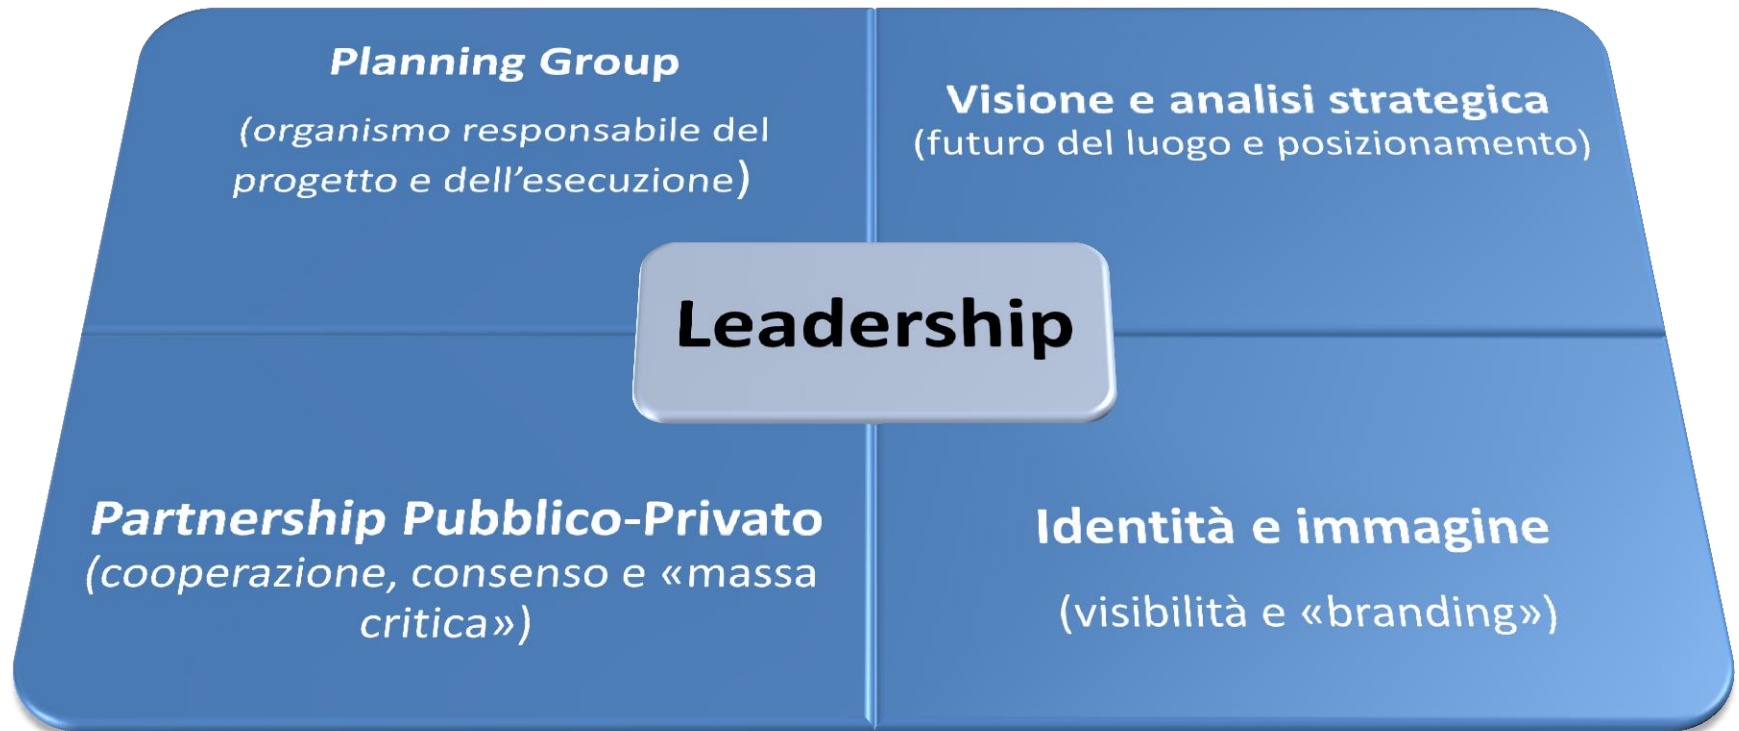 Planning Group
(organismo responsabile del
progetto e dell’esecuzione)
Visione e analisi strategica
(futuro del luogo e posizionamento)
Leadership
Partnership Pubblico-Privato
(cooperazione, consenso e «massa
critica»)
Identità e immagine
(visibilità e «branding»)